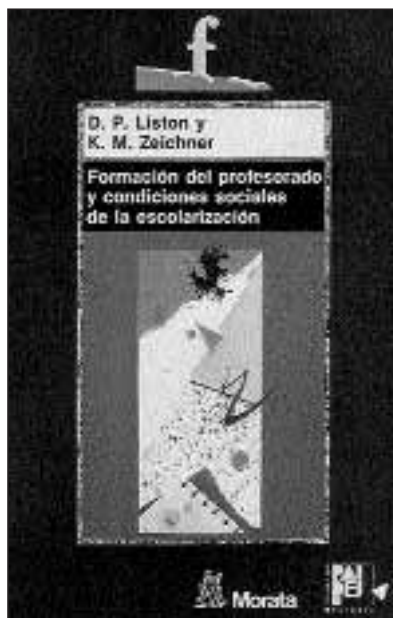 f
D. P. Liston y
K. M. Zeichner
Formación del profesorado
y condiciones sociales
de la escolarización
Morata